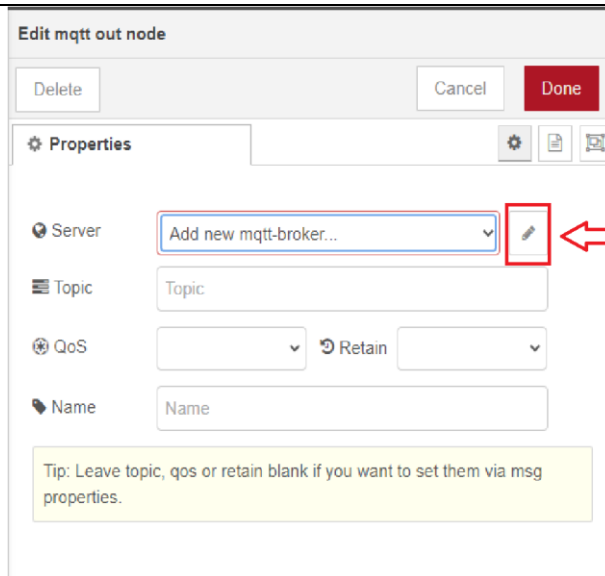 Edit mqtt out node
Delete Cancel Done
Properties
Server Add new mqtt-broker...
Topic Topic
QoS Retain
Name Name
Tip: Leave topic, qos or retain blank if you want to set them via msg
properties.